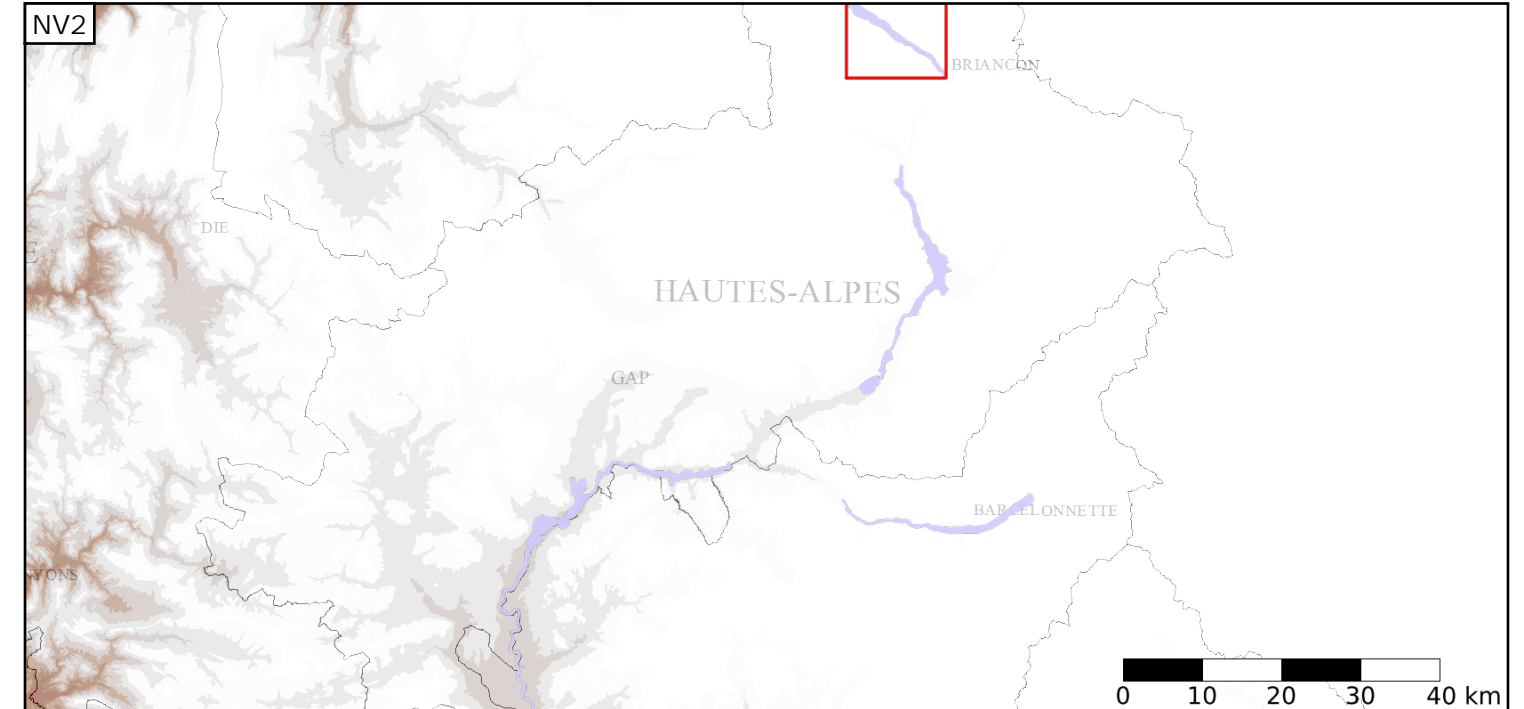 NV2
BRIANCON
DIE
E
HAUTES-ALPES
GAP
BARCELONNETTE
YONS
0 10 20 30 40 km